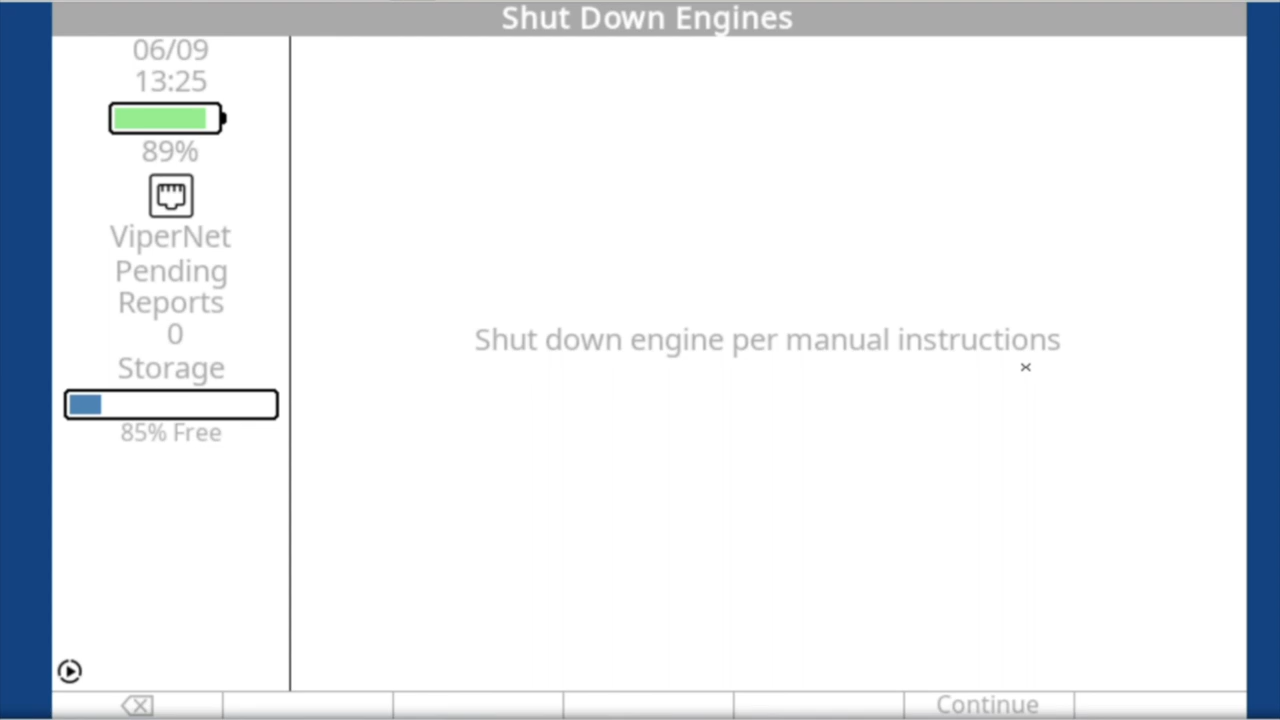 Shut Down Engines
06/09
13:25
89%
ViperNet
Pending
Reports
0
Storage
85% Free
Shut down engine per manual instructions
Continue